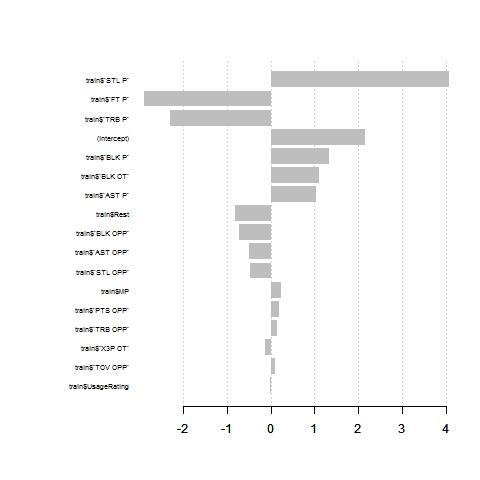 train$`STL P`
train$`FT P`
train$`TRB P`
(Intercept)
train$`BLK P`
train$`BLK OT`
train$`AST P`
train$Rest
train$`BLK OPP`
train$`AST OPP`
train$`STL OPP`
train$MP
train$`PTS OPP`
train$`TRB OPP`
train$`X3P OT`
train$`TOV OPP`
train$UsageRating
-2 -1 0 1 2 3 4